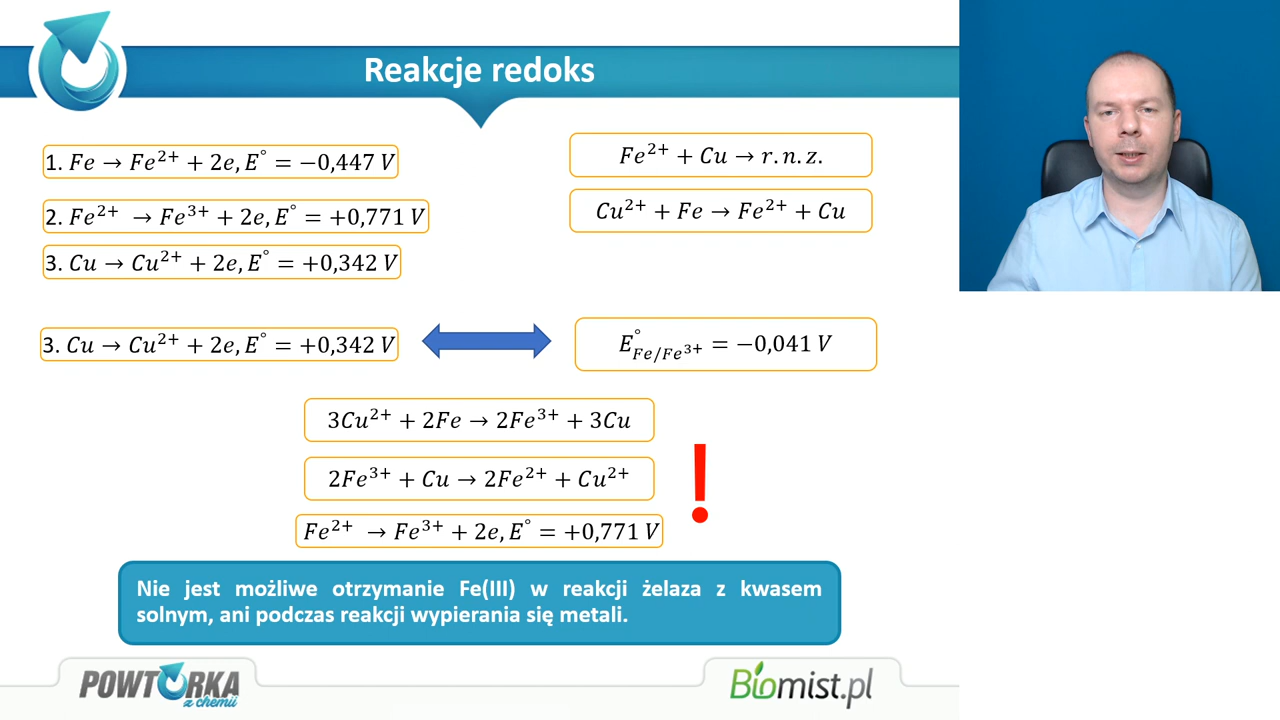 Reakcje redoks
1. Fe → Fe²⁺ + 2e, E° = −0,447 V
2. Fe²⁺ → Fe³⁺ + 2e, E° = +0,771 V
3. Cu → Cu²⁺ + 2e, E° = +0,342 V
Fe²⁺ + Cu → r. n. z.
Cu²⁺ + Fe → Fe²⁺ + Cu
3. Cu → Cu²⁺ + 2e, E° = +0,342 V
E°Fe/Fe³⁺ = −0,041 V
3Cu²⁺ + 2Fe → 2Fe³⁺ + 3Cu
2Fe³⁺ + Cu → 2Fe²⁺ + Cu²⁺
Fe²⁺ → Fe³⁺ + 2e, E° = +0,771 V
!
Nie jest możliwe otrzymanie Fe(III) w reakcji żelaza z kwasem
solnym, ani podczas reakcji wypierania się metali.
POWTÓRKA
z chemii
Biomist.pl